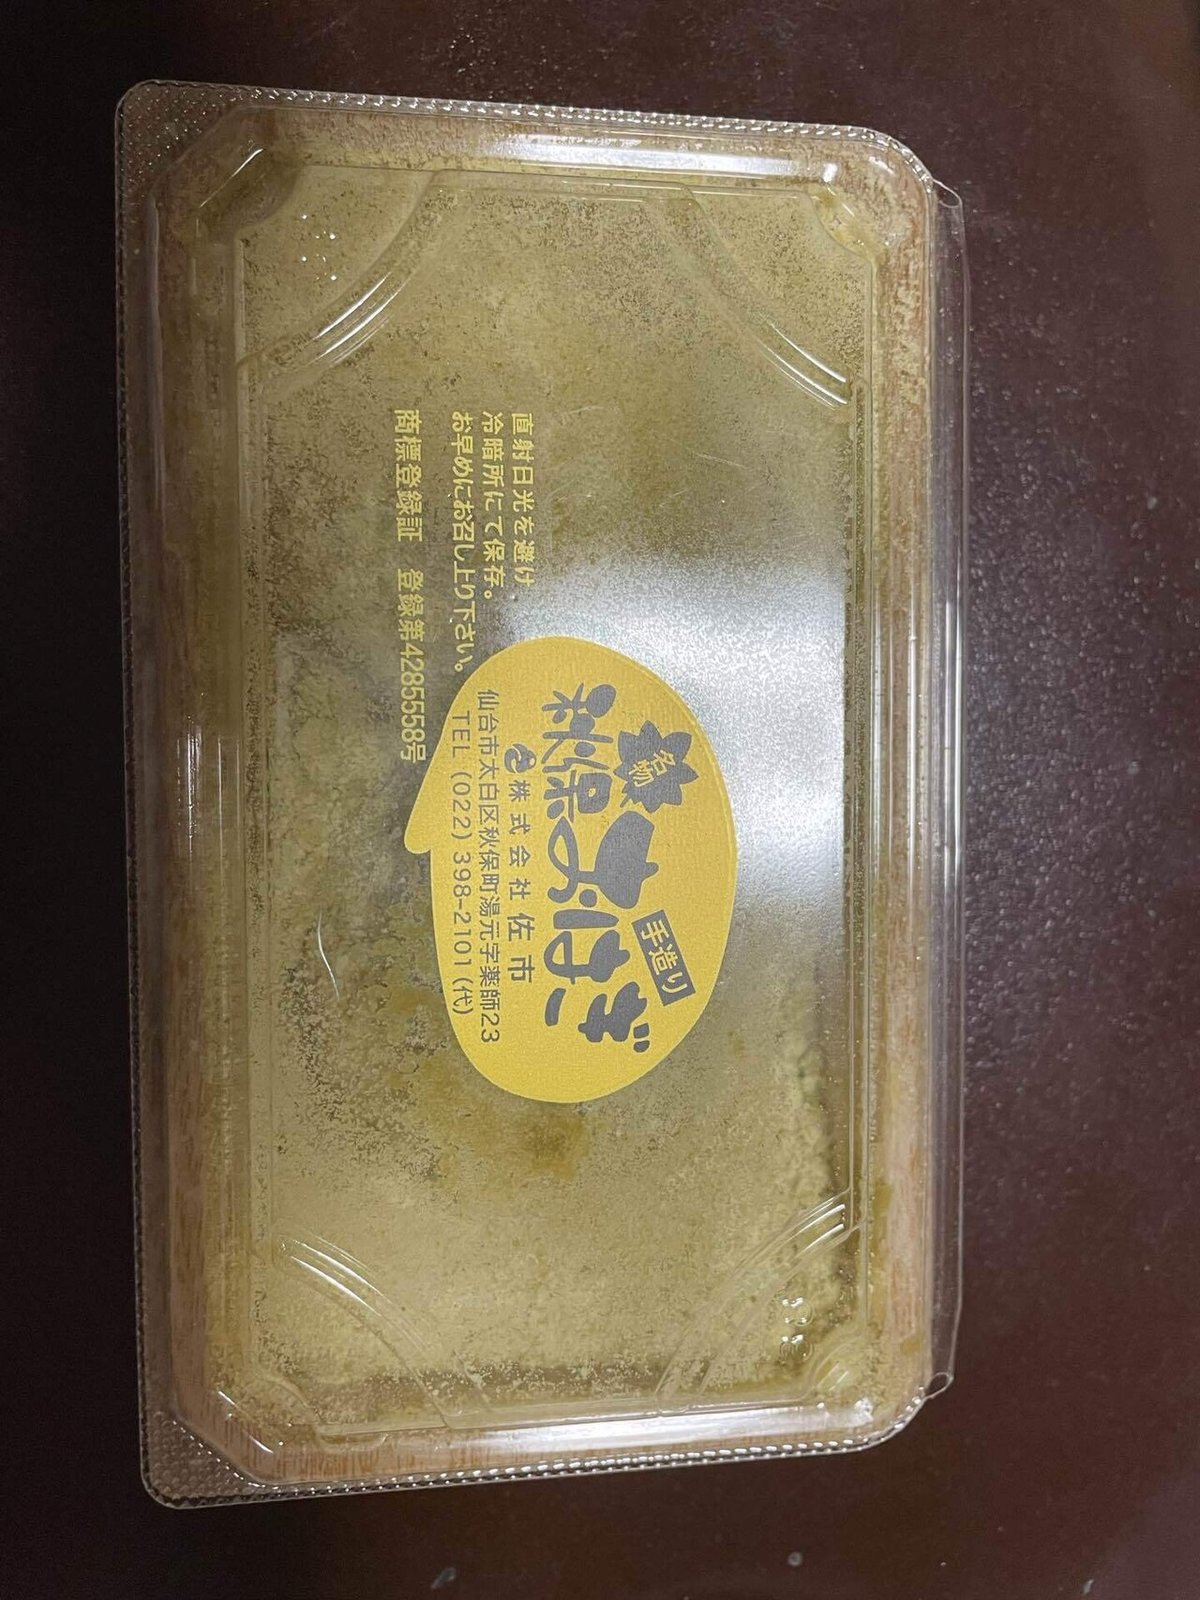 名物
秋保おはぎ
手造り
株式会社 佐市
仙台市太白区秋保町湯元字薬師23
TEL (022) 398-2101 (代)
直射日光を避け
冷暗所にて保存。
お早めにお召し上り下さい。
商標登録証 登録第4285558号